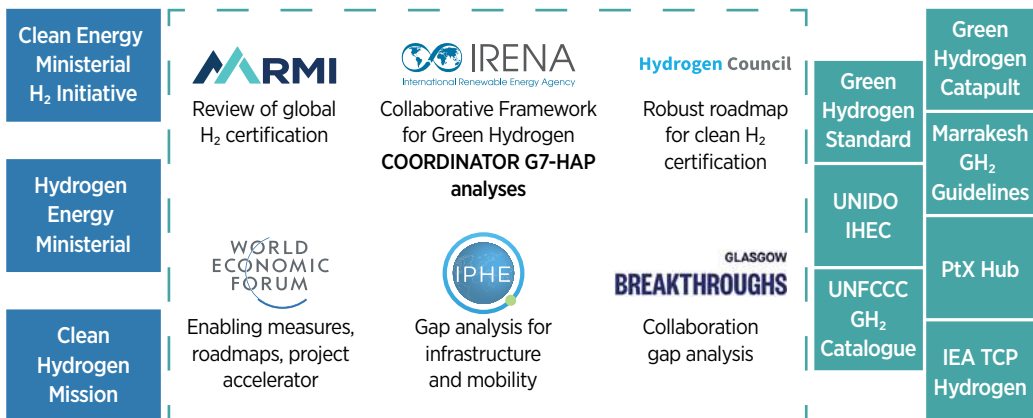 Clean Energy
Ministerial
H₂ Initiative
Hydrogen
Energy
Ministerial
Clean
Hydrogen
Mission
RMI
Review of global
H₂ certification
IRENA
International Renewable Energy Agency
Collaborative Framework
for Green Hydrogen
COORDINATOR G7-HAP
analyses
Hydrogen Council
Robust roadmap
for clean H₂
certification
WORLD
ECONOMIC
FORUM
Enabling measures,
roadmaps, project
accelerator
IPHE
Gap analysis for
infrastructure
and mobility
GLASGOW
BREAKTHROUGHS
Collaboration
gap analysis
Green
Hydrogen
Standard
UNIDO
IHEC
UNFCCC
GH₂
Catalogue
Green
Hydrogen
Catapult
Marrakesh
GH₂
Guidelines
PtX Hub
IEA TCP
Hydrogen